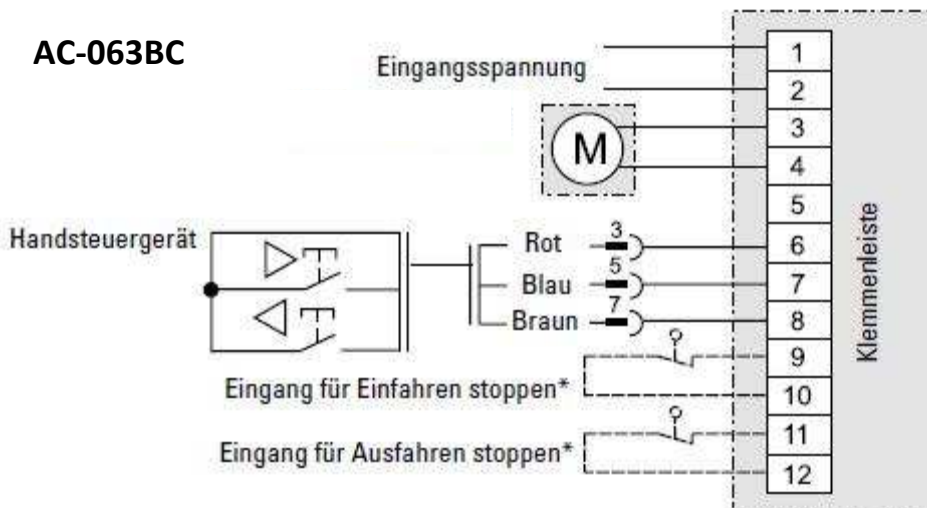 AC-063BC
Eingangsspannung
1
2
M
3
4
5
Handsteuergerät
Rot 3 6
Blau 5 7
Braun 7 8
Eingang für Einfahren stoppen*
9
10
Eingang für Ausfahren stoppen*
11
12
Klemmenleiste